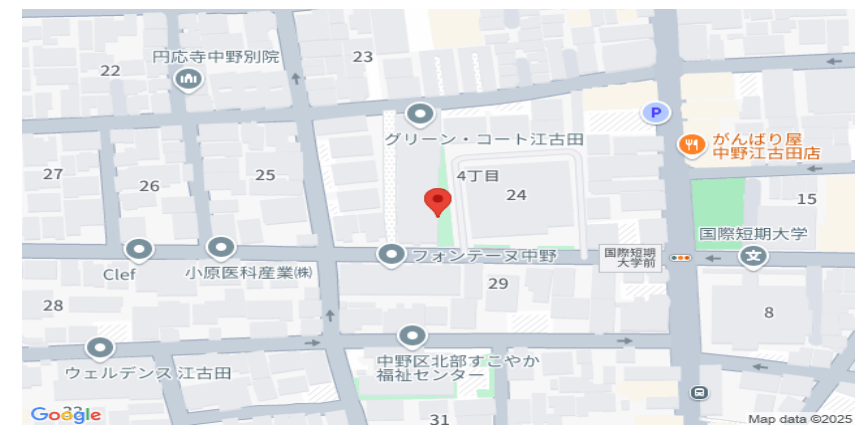 円応寺中野別院
23
22
P
グリーン・コート江古田
がんばり屋
中野江古田店
4丁目
27
26
25
24
15
国際短期大学
国際短期
大学前
文
フォンテーヌ中野
Clef
小原医科産業㈱
29
28
8
中野区北部すこやか
福祉センター
ウェルデンス 江古田
Google
31
Map data ©2025